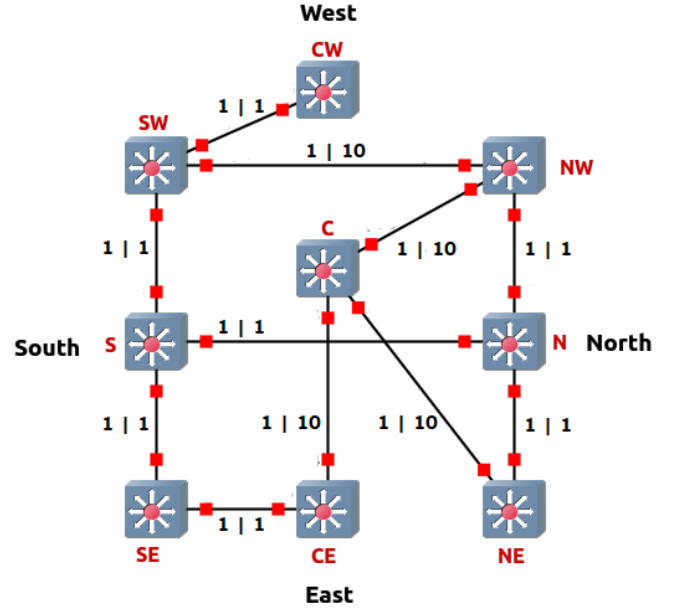 West
CW
1 | 1
SW
1 | 10
NW
C
1 | 1
1 | 10
1 | 1
South
S
1 | 1
N
North
1 | 1
1 | 10
1 | 10
1 | 1
1 | 1
SE
CE
NE
East